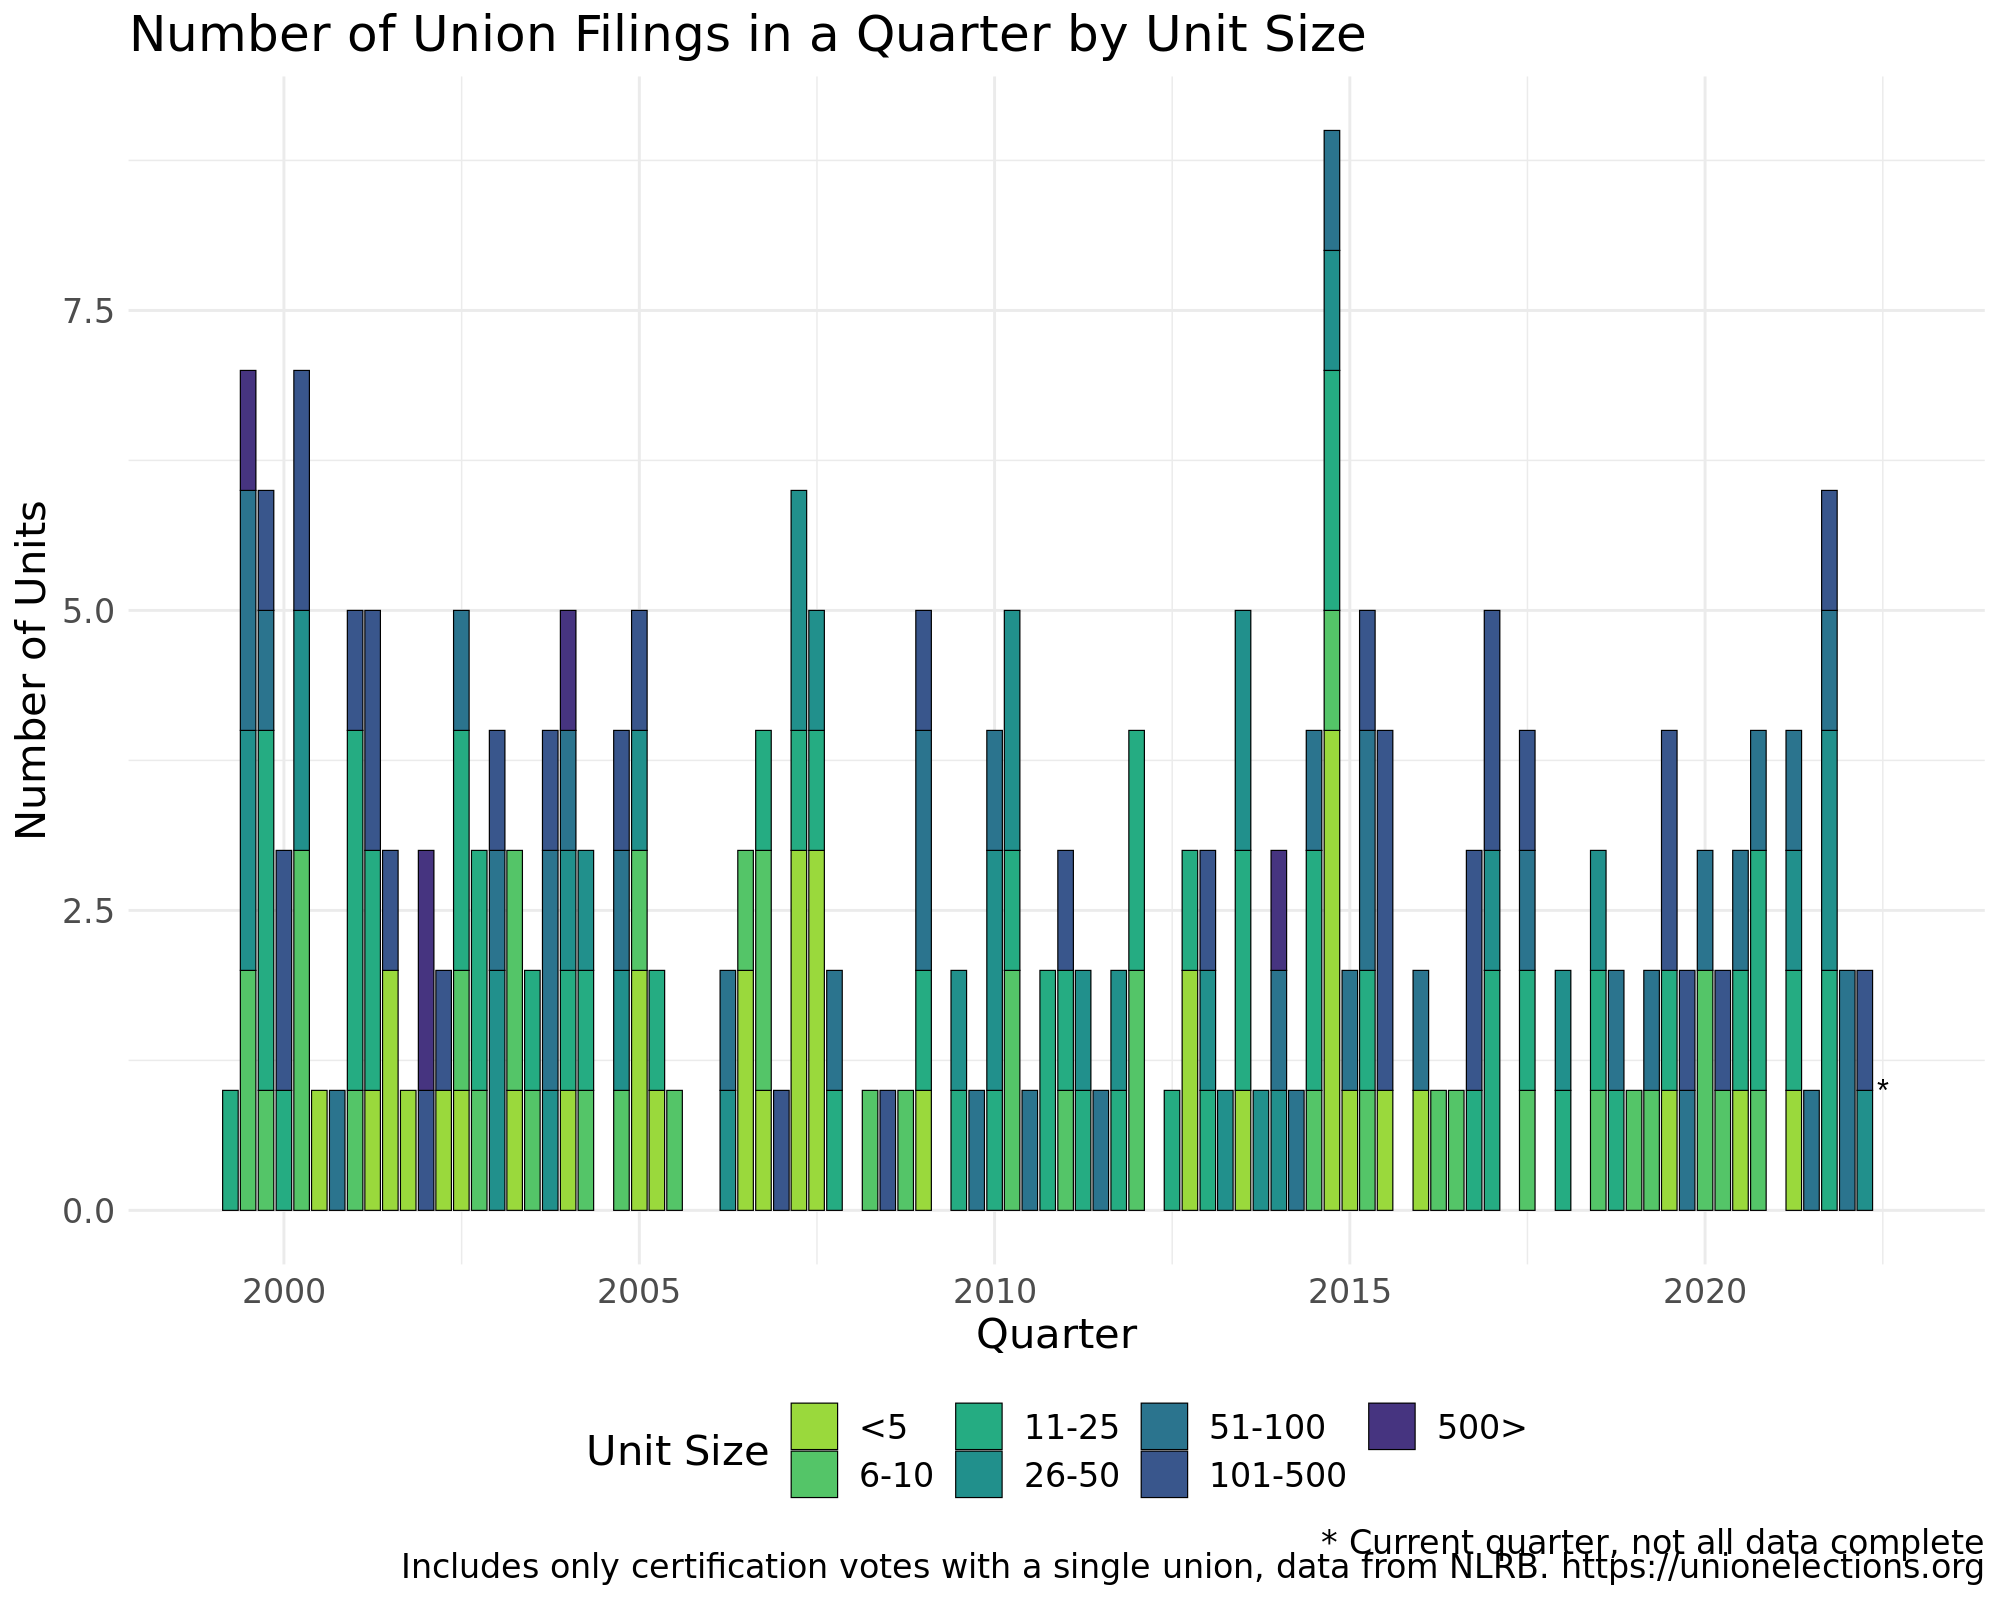 Number of Union Filings in a Quarter by Unit Size
Number of Units
7.5
5.0
2.5
0.0
*
2000 2005 2010 2015 2020
Quarter
Unit Size
<5 11-25 51-100 500>
6-10 26-50 101-500
* Current quarter, not all data complete
Includes only certification votes with a single union, data from NLRB. https://unionelections.org